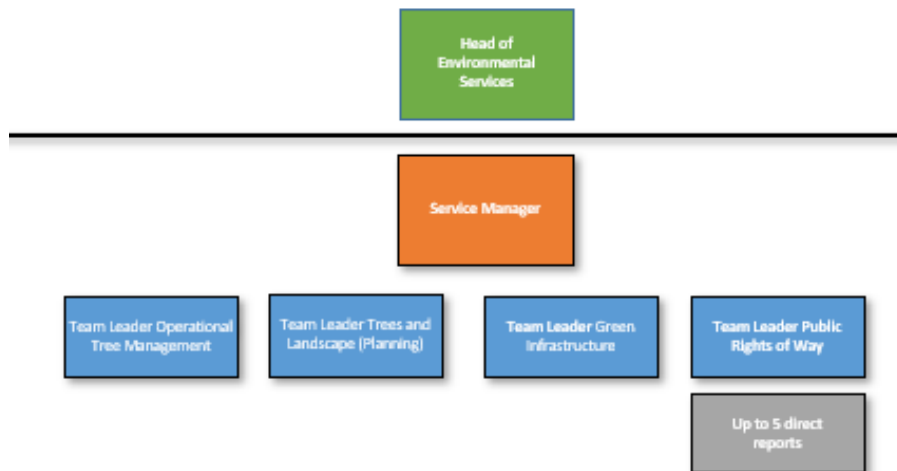 Head of
Environmental
Services
Service Manager
Team Leader Operational
Tree Management
Team Leader Trees and
Landscape (Planning)
Team Leader Green
Infrastructure
Team Leader Public
Rights of Way
Up to 5 direct
reports